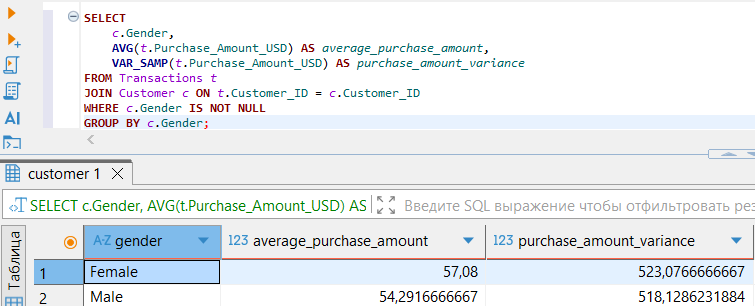 SELECT
c.Gender,
AVG(t.Purchase_Amount_USD) AS average_purchase_amount,
VAR_SAMP(t.Purchase_Amount_USD) AS purchase_amount_variance
FROM Transactions t
JOIN Customer c ON t.Customer_ID = c.Customer_ID
WHERE c.Gender IS NOT NULL
GROUP BY c.Gender;
AI
customer 1
SELECT c.Gender, AVG(t.Purchase_Amount_USD) AS Введите SQL выражение чтобы отфильтровать рез
Таблица
A-Z gender 123 average_purchase_amount 123 purchase_amount_variance
1 Female 57,08 523,0766666667
2 Male 54,2916666667 518,1286231884